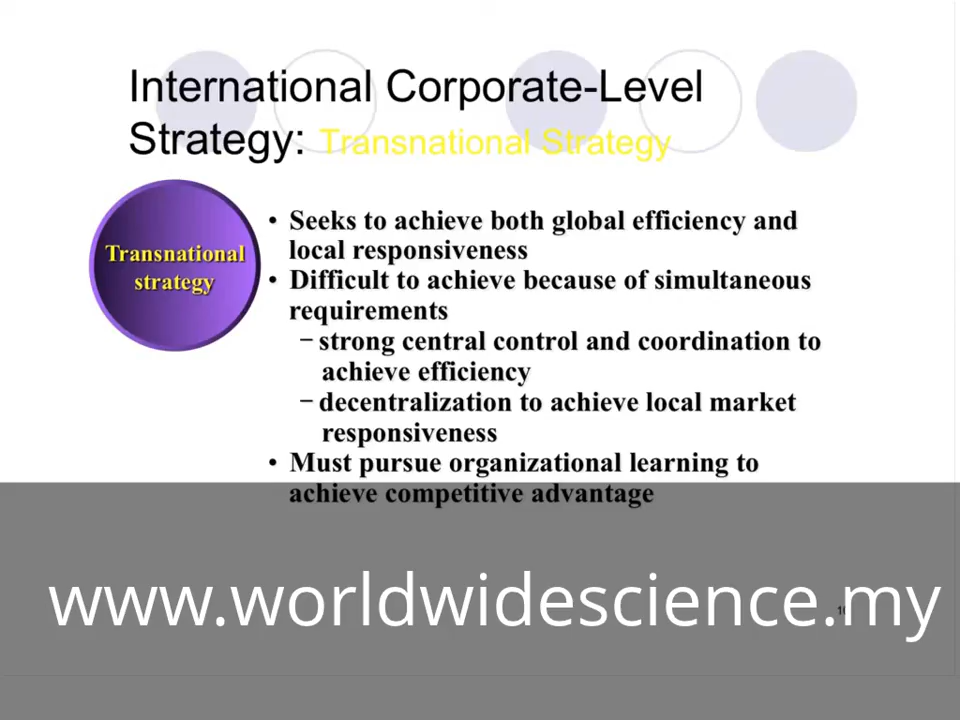 International Corporate-Level
Strategy: Transnational Strategy
Transnational
strategy
• Seeks to achieve both global efficiency and
local responsiveness
• Difficult to achieve because of simultaneous
requirements
– strong central control and coordination to
achieve efficiency
– decentralization to achieve local market
responsiveness
• Must pursue organizational learning to
achieve competitive advantage
www.worldwidescience.my